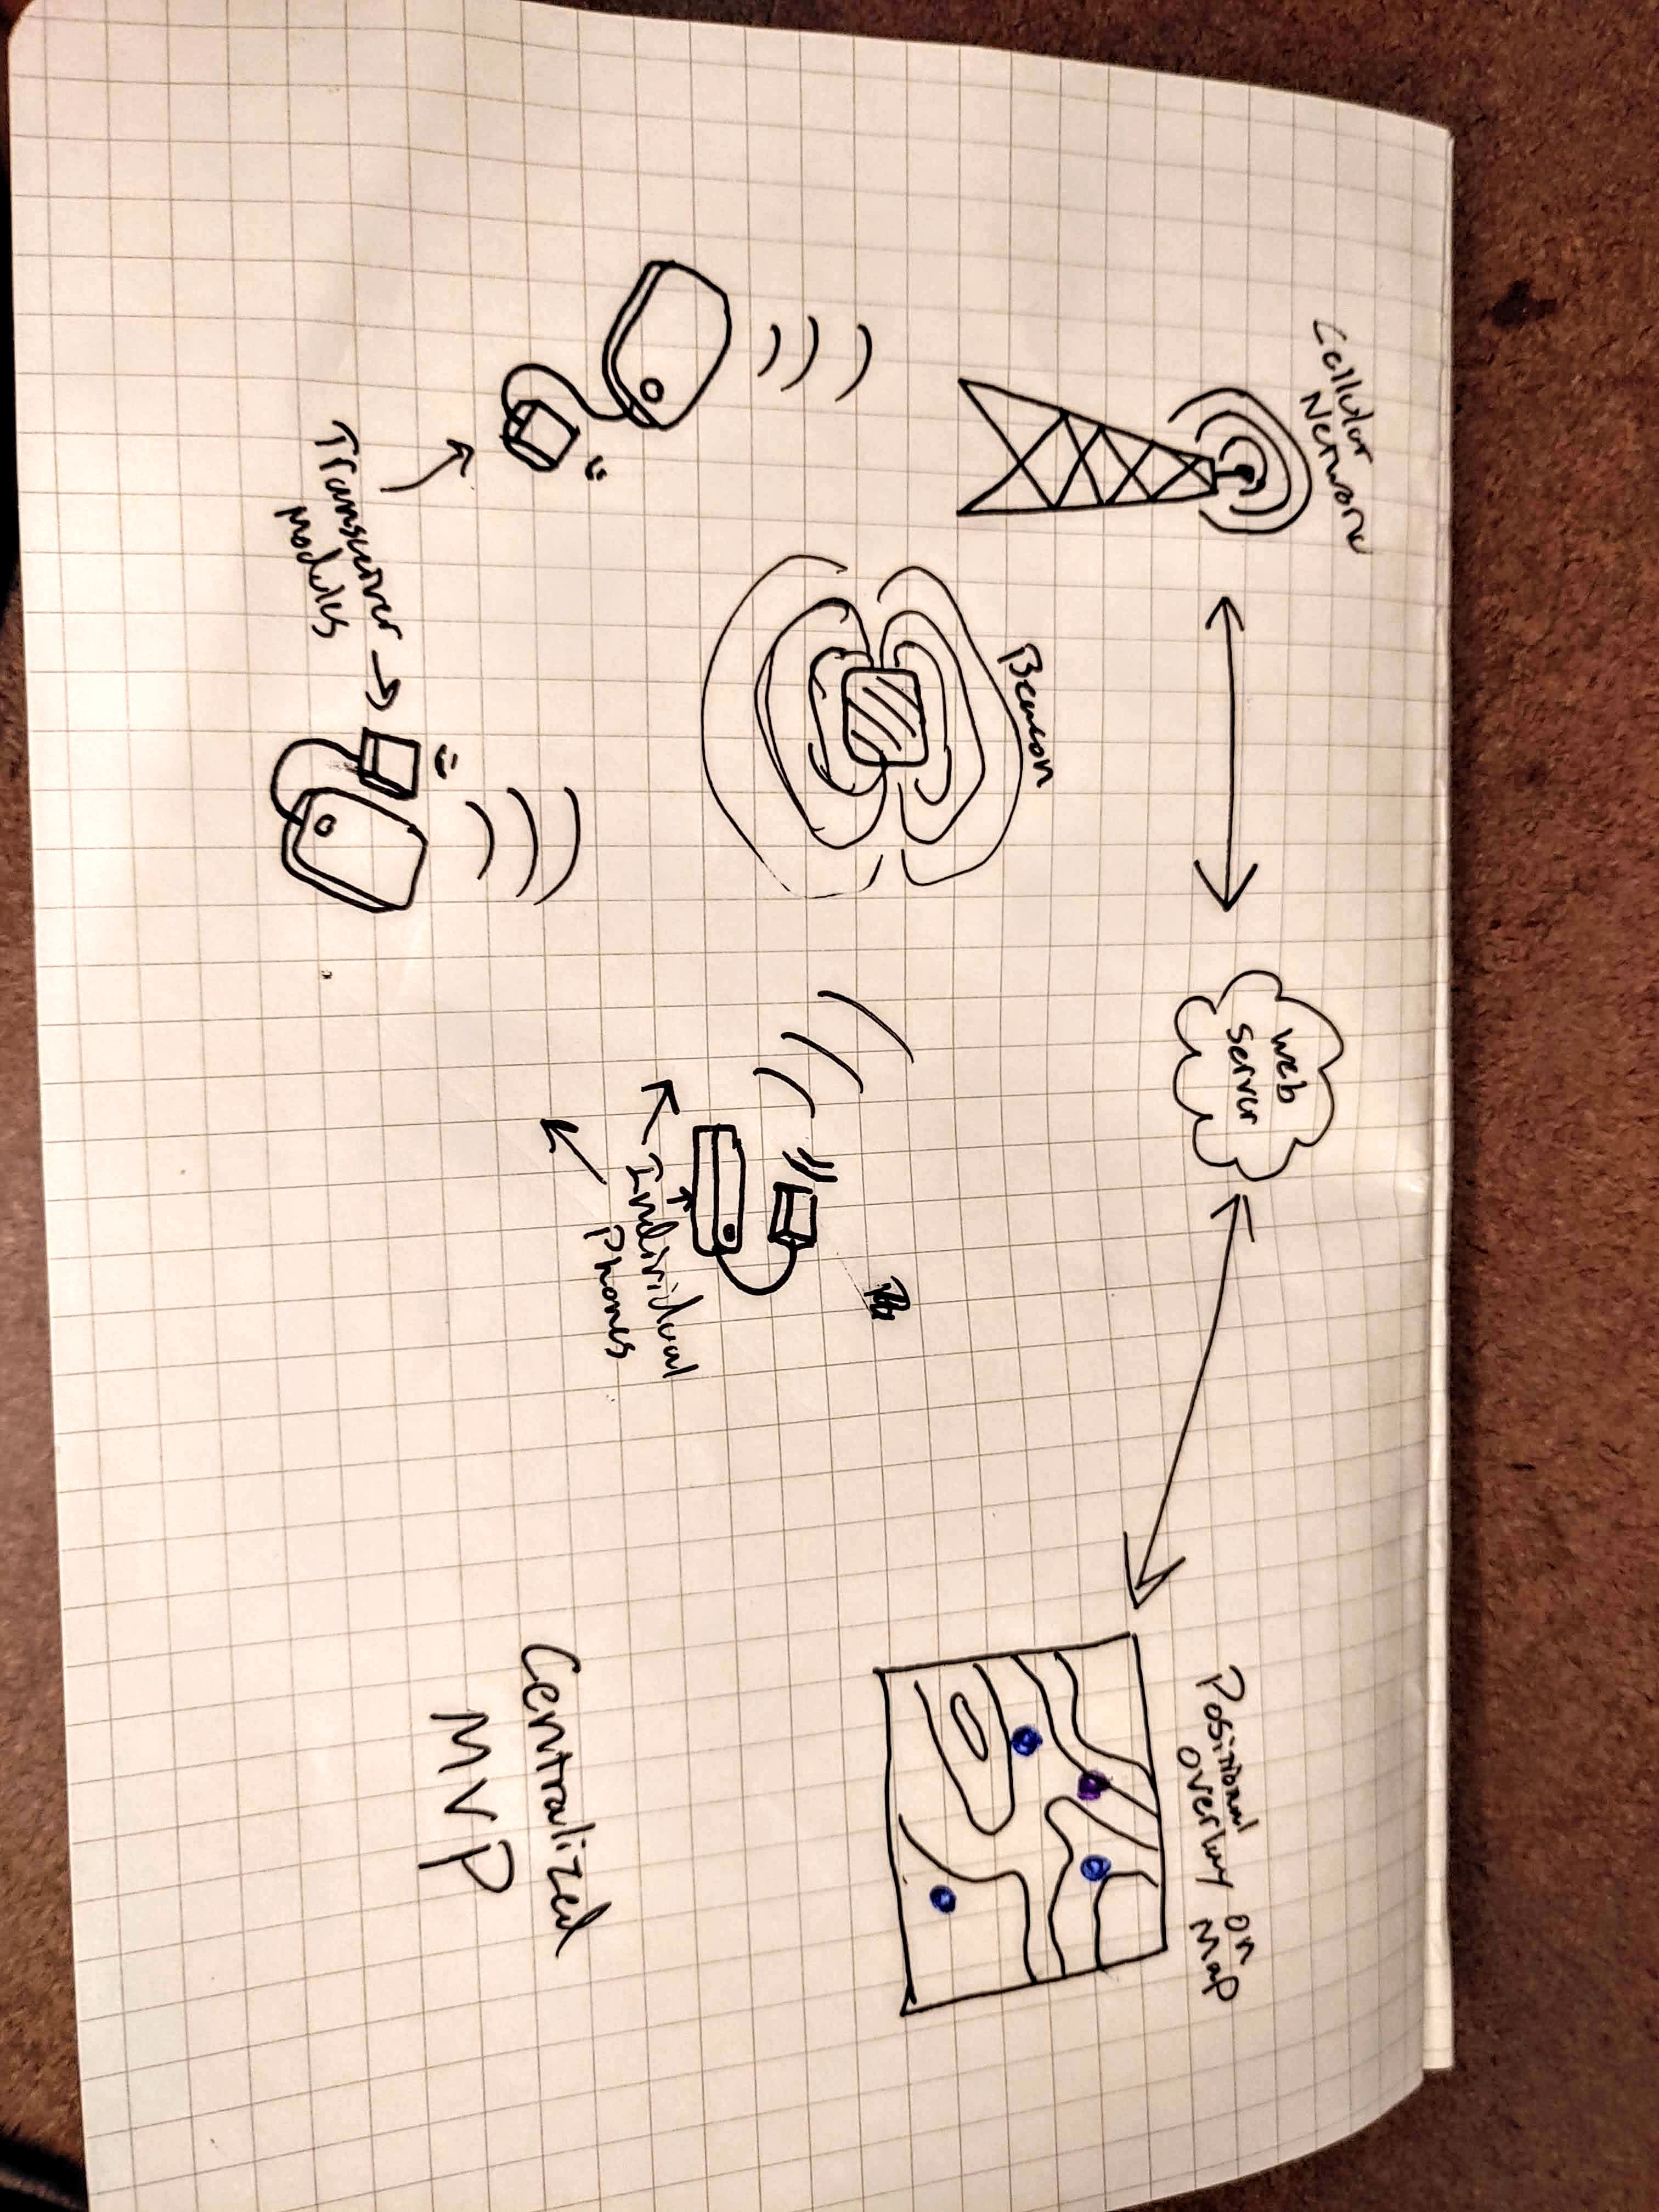 Cellular
Network
Web
Server
Positional
overlay on
Map
Beacon
Individual
Phones
Transceiver
modules
Centralized
MVP